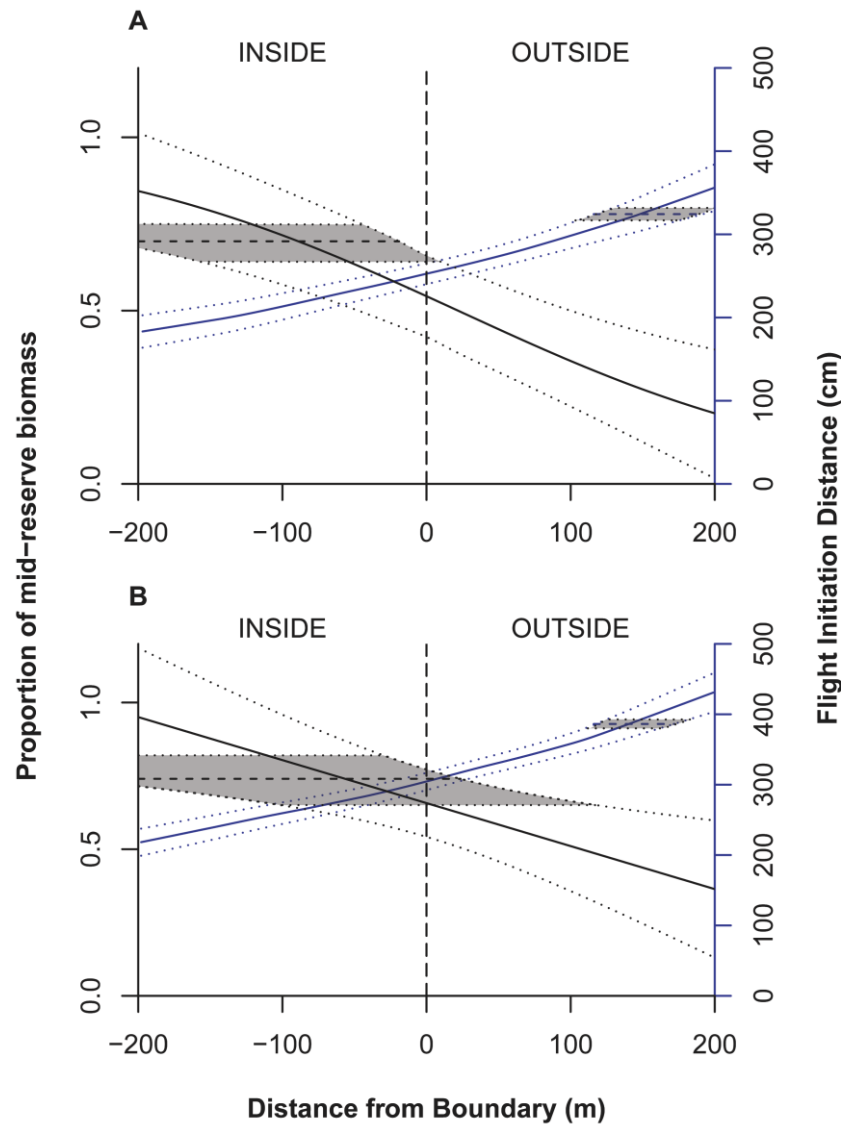 A
INSIDE OUTSIDE
0.0 0.5 1.0
0 100 200 300 400 500
−200 −100 0 100 200
B
INSIDE OUTSIDE
0.0 0.5 1.0
0 100 200 300 400 500
−200 −100 0 100 200
Proportion of mid−reserve biomass
Flight Initiation Distance (cm)
Distance from Boundary (m)